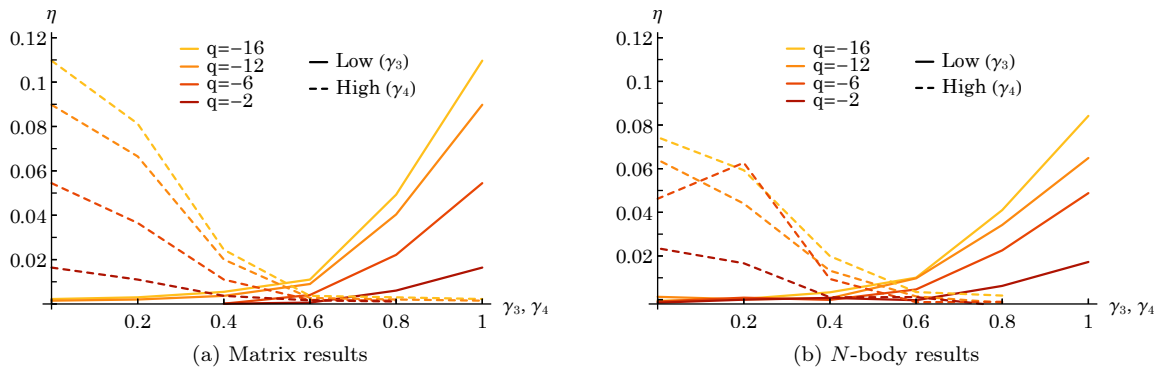 η
0.12
0.1
0.08
0.06
0.04
0.02
0.2
0.4
0.6
0.8
1
γ3, γ4
q=−16
q=−12
q=−6
q=−2
Low (γ3)
High (γ4)
(a) Matrix results
η
0.12
0.1
0.08
0.06
0.04
0.02
0.2
0.4
0.6
0.8
1
γ3, γ4
q=−16
q=−12
q=−6
q=−2
Low (γ3)
High (γ4)
(b) N-body results